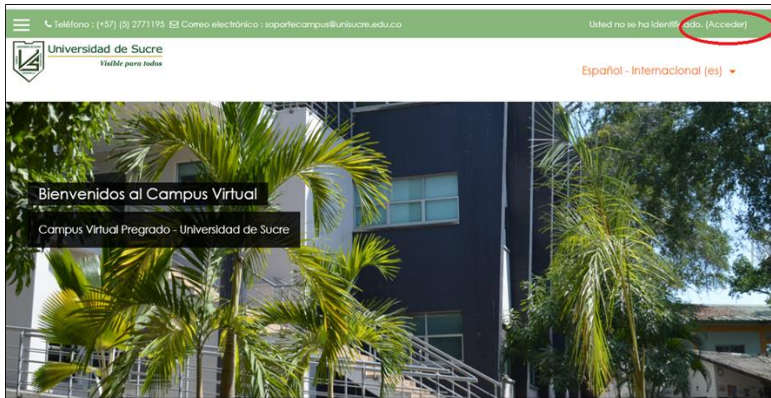 Teléfono : (+57) (5) 2771195 Correo electrónico : soportecampus@unisucre.edu.co Usted no se ha identificado. (Acceder)
Universidad de Sucre
Visible para todos
Español - Internacional (es)
Bienvenidos al Campus Virtual
Campus Virtual Pregrado - Universidad de Sucre